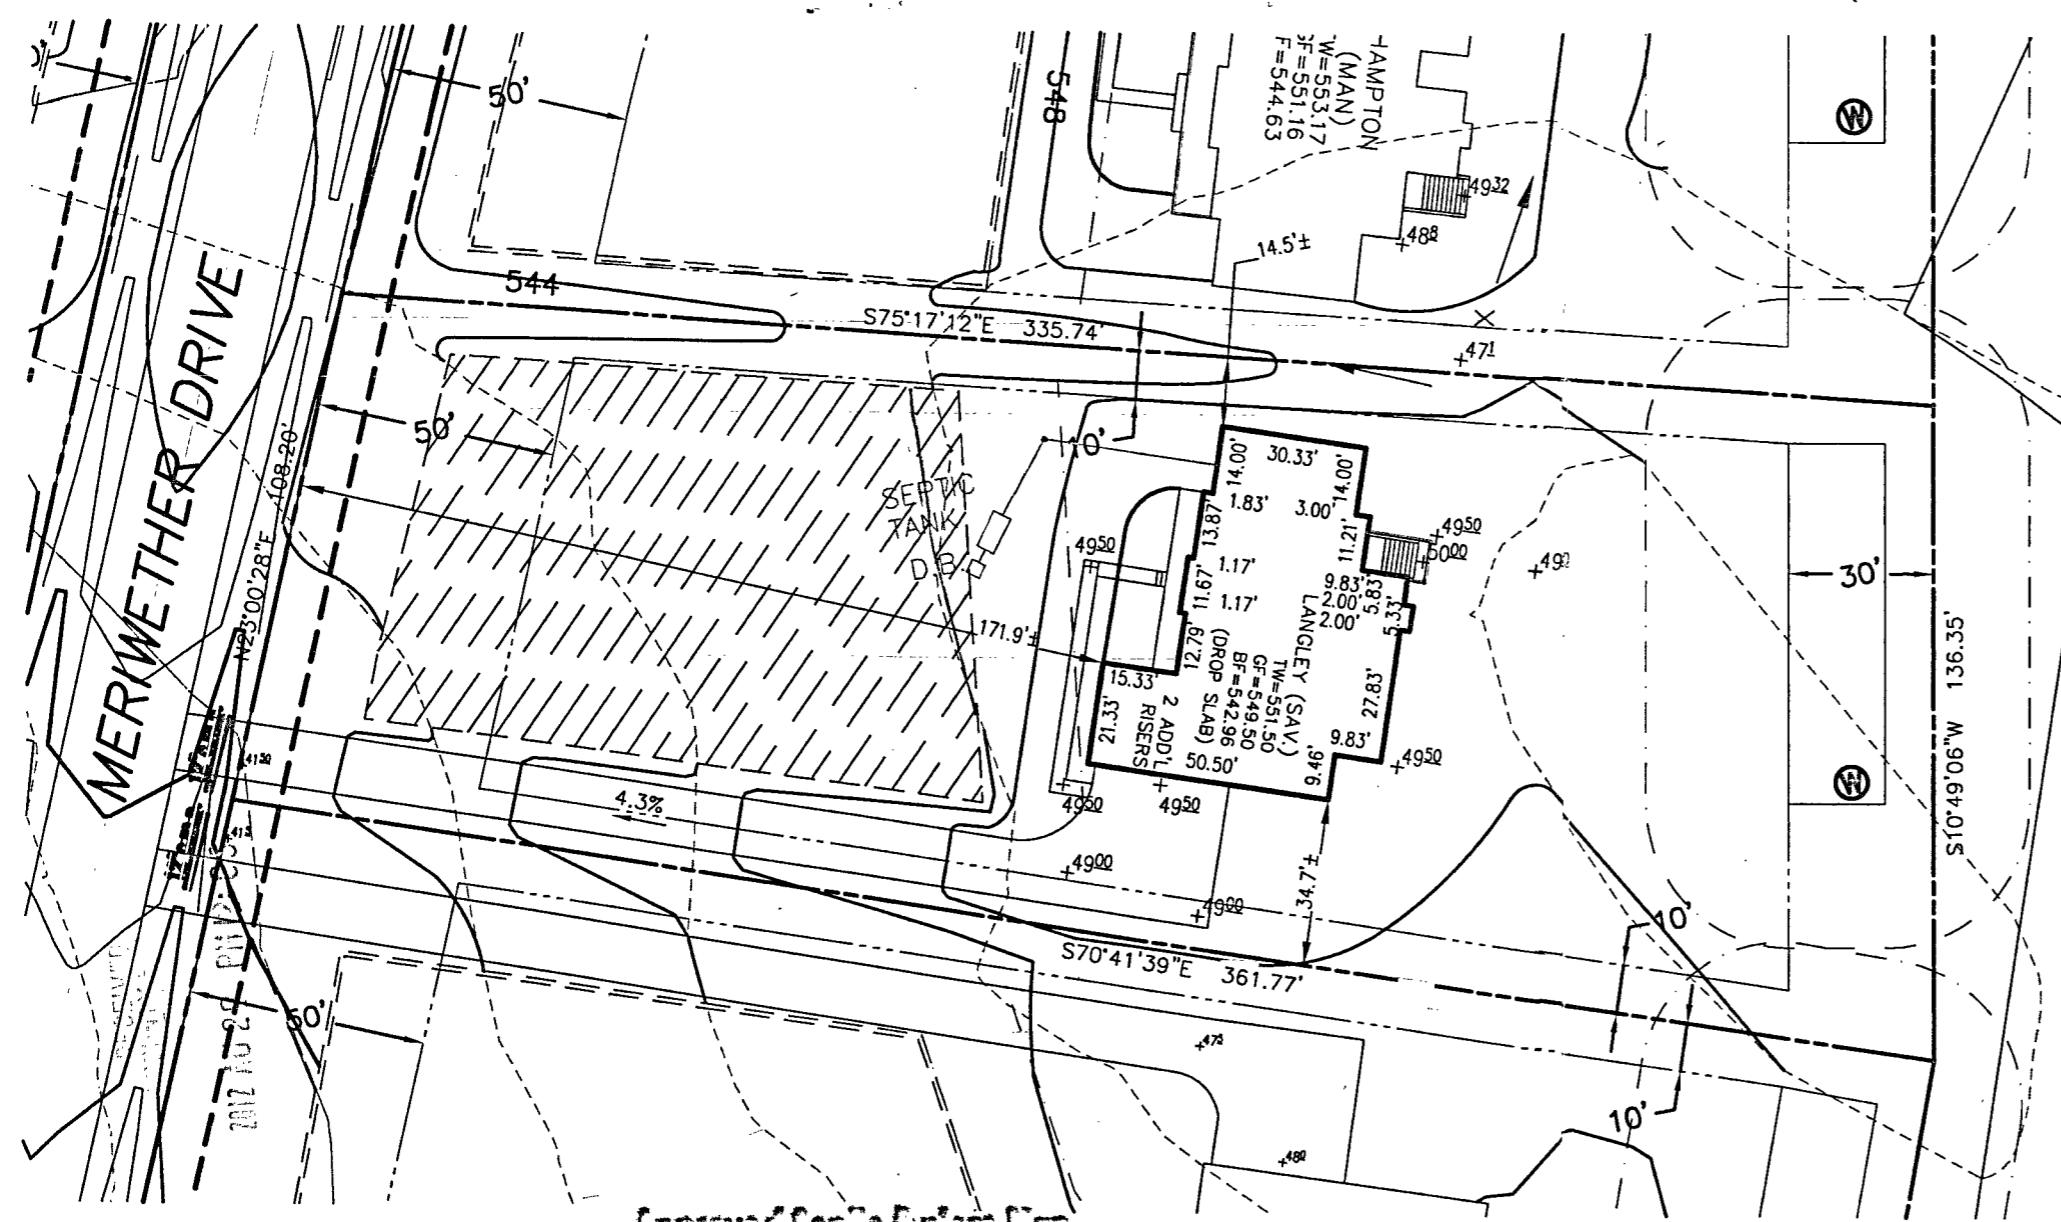 50'
548
HAMPTON
(MAN)
TW=553.17
GF=551.16
BF=544.63
W
49 32
48 8
14.5'±
544
S75°17'12"E 335.74'
47 1
50'
MERIWETHER DRIVE
108.20'
N23°00'28"E
SEPTIC
TANK
D.B.
10'
14.00'
30.33'
14.00'
1.83'
3.00'
13.87'
11.21'
49 50
50 00
49 50
1.17'
11.67'
1.17'
9.83'
2.00'
2.00'
5.83'
5.33'
12.79'
30'
171.9'±
15.33'
21.33'
2 ADD'L
RISERS
LANGLEY (SAV.)
TW=551.50
GF=549.50
BF=542.96
(DROP SLAB)
27.83'
9.83'
50.50'
9.46'
49 50
49 50
49 50
W
S10°49'06"W 136.35'
41 50
4.3%
49 00
49 00
34.7'±
10'
S70°41'39"E 361.77'
50'
47 5
10'
48 0